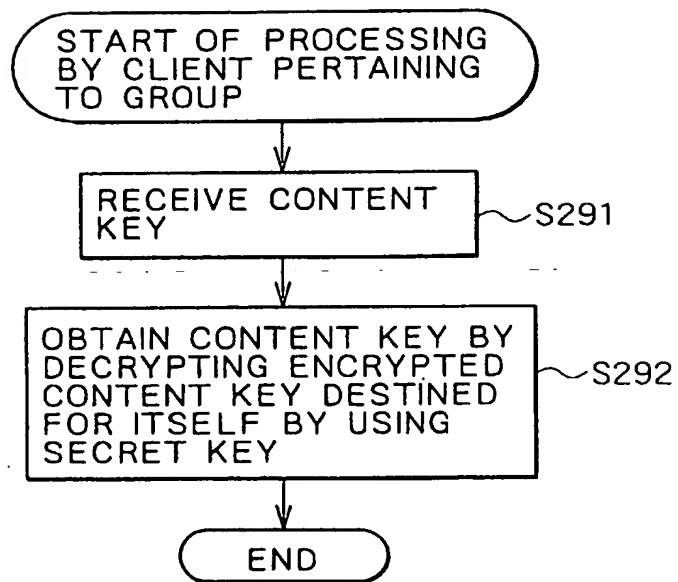 START OF PROCESSING
BY CLIENT PERTAINING
TO GROUP
RECEIVE CONTENT
KEY
S291
OBTAIN CONTENT KEY BY
DECRYPTING ENCRYPTED
CONTENT KEY DESTINED
FOR ITSELF BY USING
SECRET KEY
S292
END